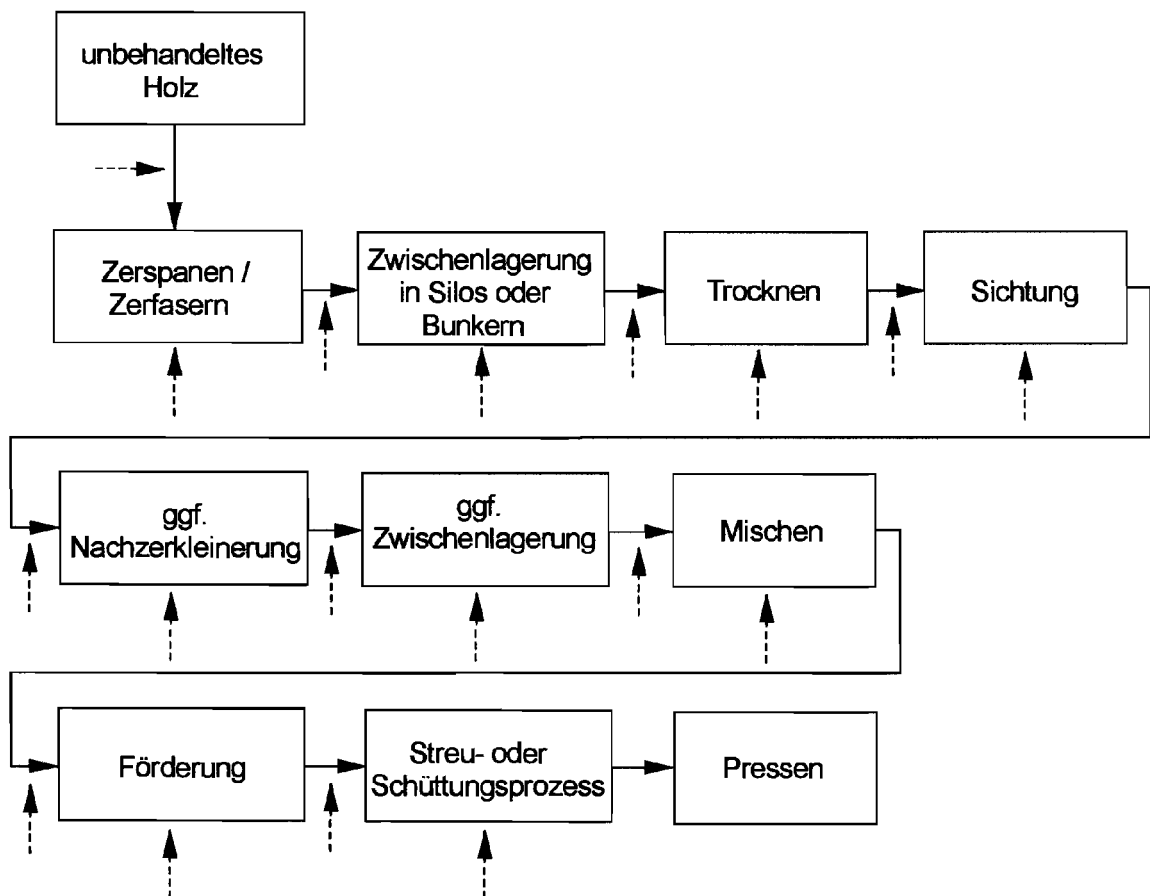 unbehandeltes
Holz
Zerspanen /
Zerfasern
Zwischenlagerung
in Silos oder
Bunkern
Trocknen
Sichtung
ggf.
Nachzerkleinerung
ggf.
Zwischenlagerung
Mischen
Förderung
Streu- oder
Schüttungsprozess
Pressen